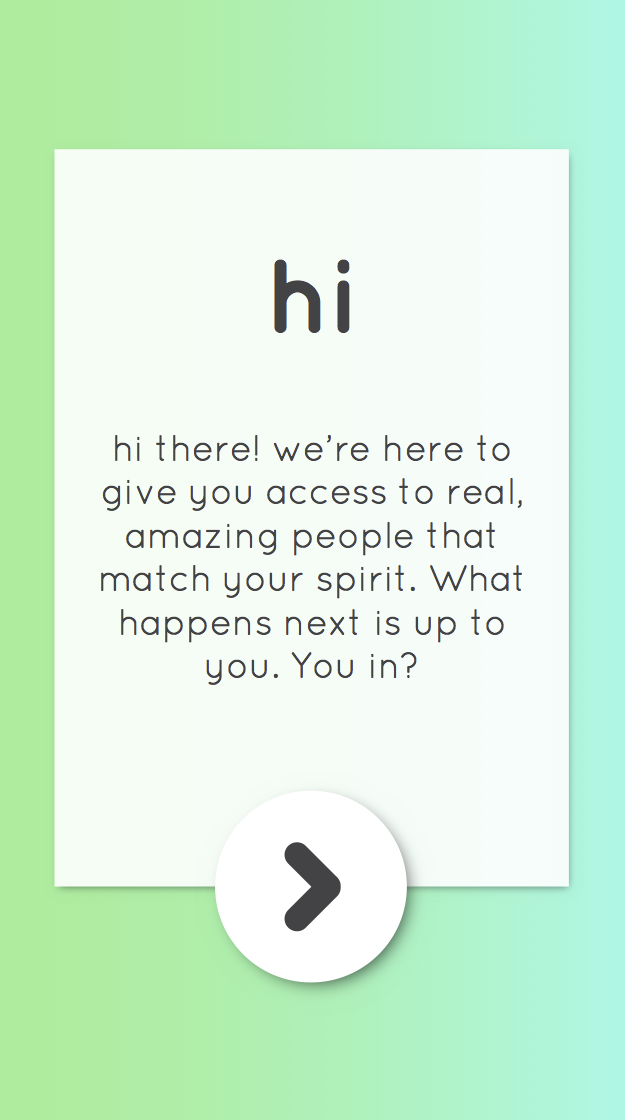 hi
hi there! we’re here to
give you access to real,
amazing people that
match your spirit. What
happens next is up to
you. You in?